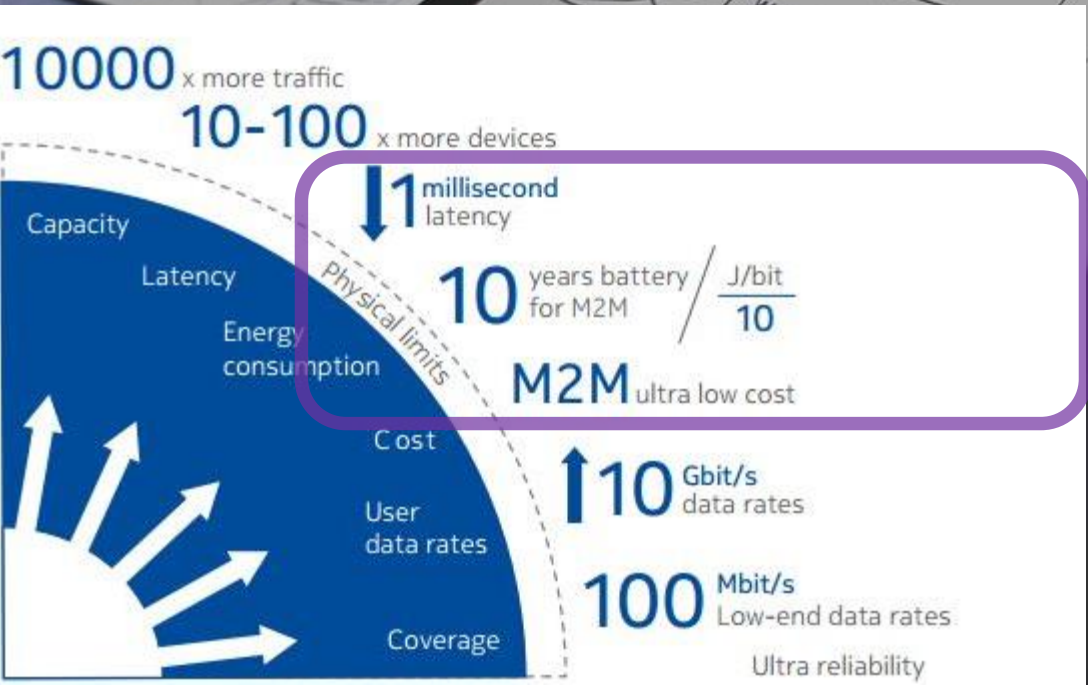 10000 x more traffic
10-100 x more devices
1 millisecond
latency
10 years battery
for M2M
J/bit
10
M2M ultra low cost
10 Gbit/s
data rates
100 Mbit/s
Low-end data rates
Ultra reliability
Physical limits
Capacity
Latency
Energy
consumption
Cost
User
data rates
Coverage